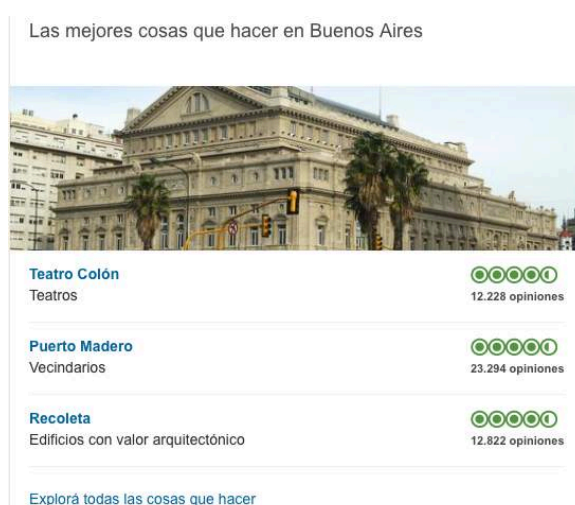 Las mejores cosas que hacer en Buenos Aires
Teatro Colón
Teatros
12.228 opiniones
Puerto Madero
Vecindarios
23.294 opiniones
Recoleta
Edificios con valor arquitectónico
12.822 opiniones
Explorá todas las cosas que hacer